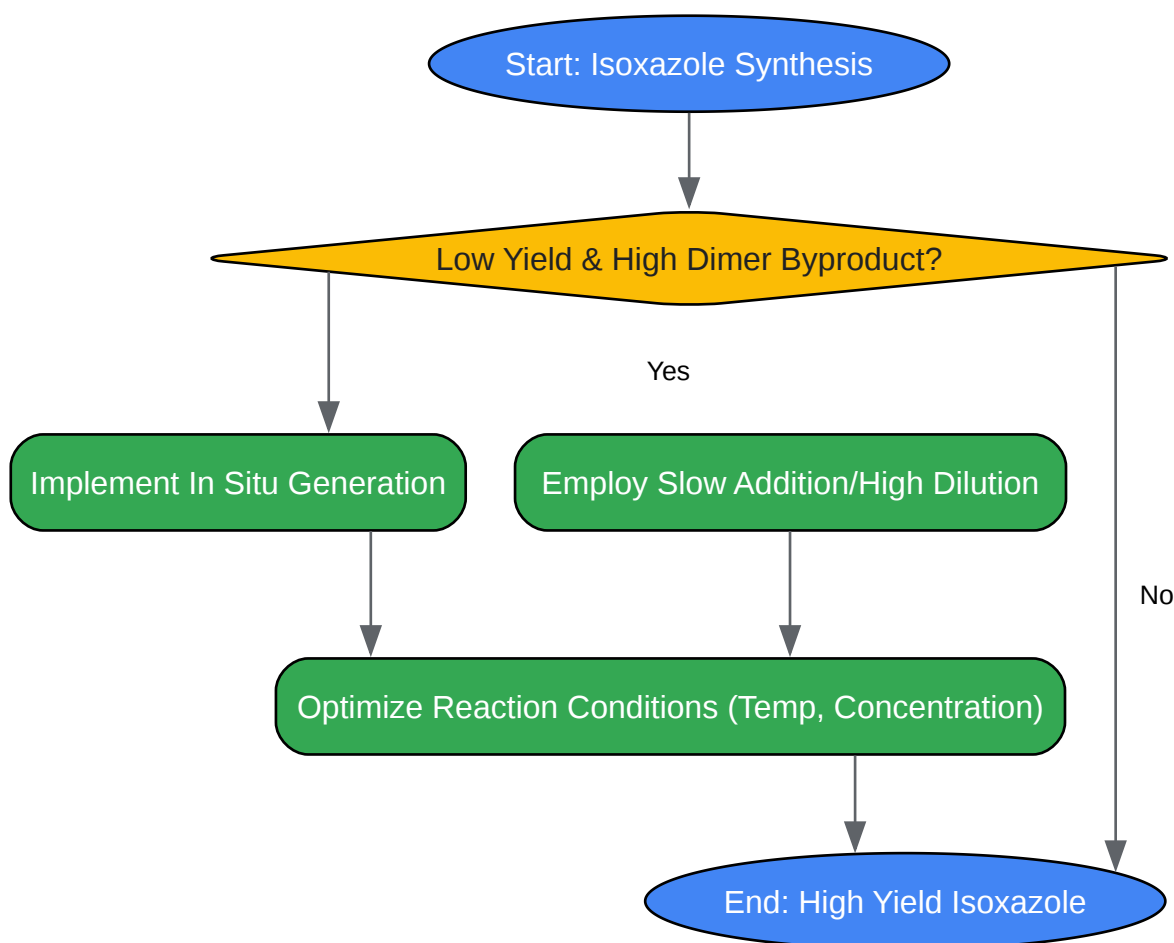 Start: Isoxazole Synthesis
Low Yield & High Dimer Byproduct?
Yes
Implement In Situ Generation
Employ Slow Addition/High Dilution
No
Optimize Reaction Conditions (Temp, Concentration)
End: High Yield Isoxazole